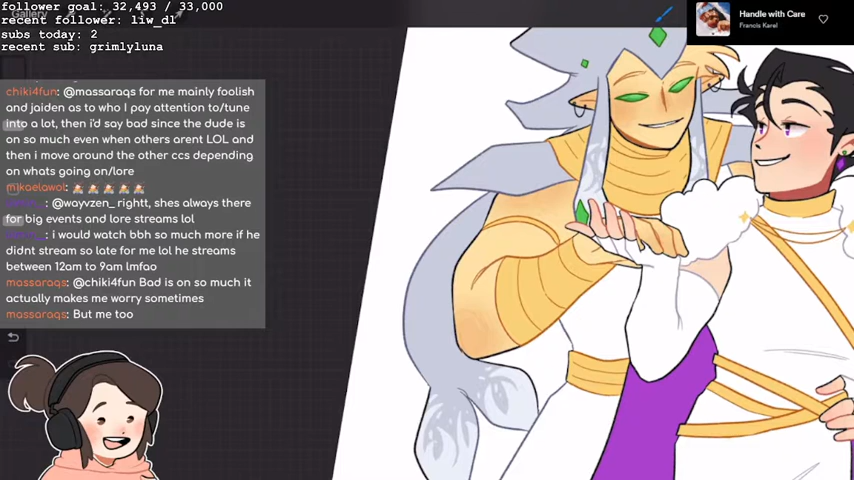 follower goal: 32,493 / 33,000
Gallery
recent follower: liw_dl
subs today: 2
recent sub: grimlyluna
Handle with Care
Francis Karel
chiki4fun: @massaraqs for me mainly foolish
and jaiden as to who I pay attention to/tune
into a lot, then i'd say bad since the dude is
on so much even when others arent LOL and
then i move around the other ccs depending
on whats going on/lore
mikaelawol:
: @wayvzen_ rightt, shes always there
for big events and lore streams lol
: i would watch bbh so much more if he
didnt stream so late for me lol he streams
between 12am to 9am lmfao
massaraqs: @chiki4fun Bad is on so much it
actually makes me worry sometimes
massaraqs: But me too